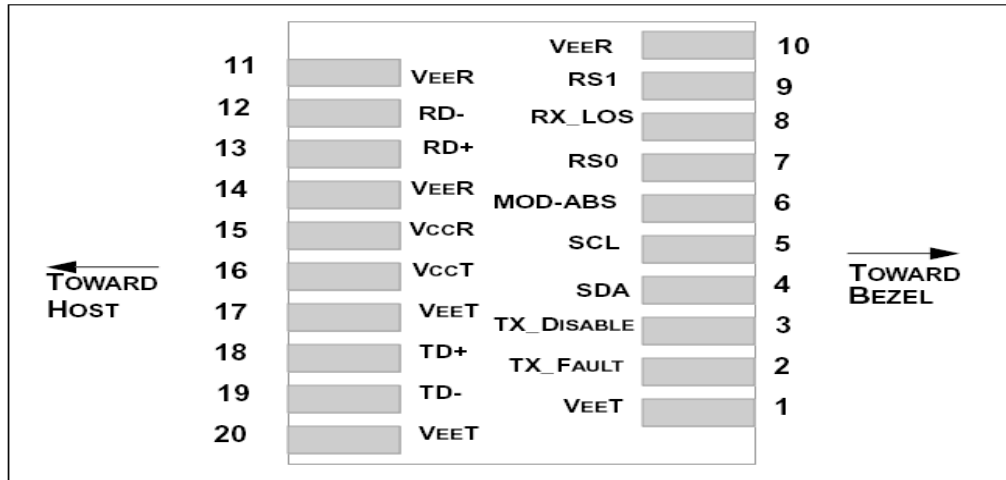 11 VEER
12 RD-
13 RD+
14 VEER
15 VCCR
16 VCCT
17 VEET
18 TD+
19 TD-
20 VEET
VEER 10
RS1 9
RX_LOS 8
RS0 7
MOD-ABS 6
SCL 5
SDA 4
TX_DISABLE 3
TX_FAULT 2
VEET 1
TOWARD
HOST
TOWARD
BEZEL